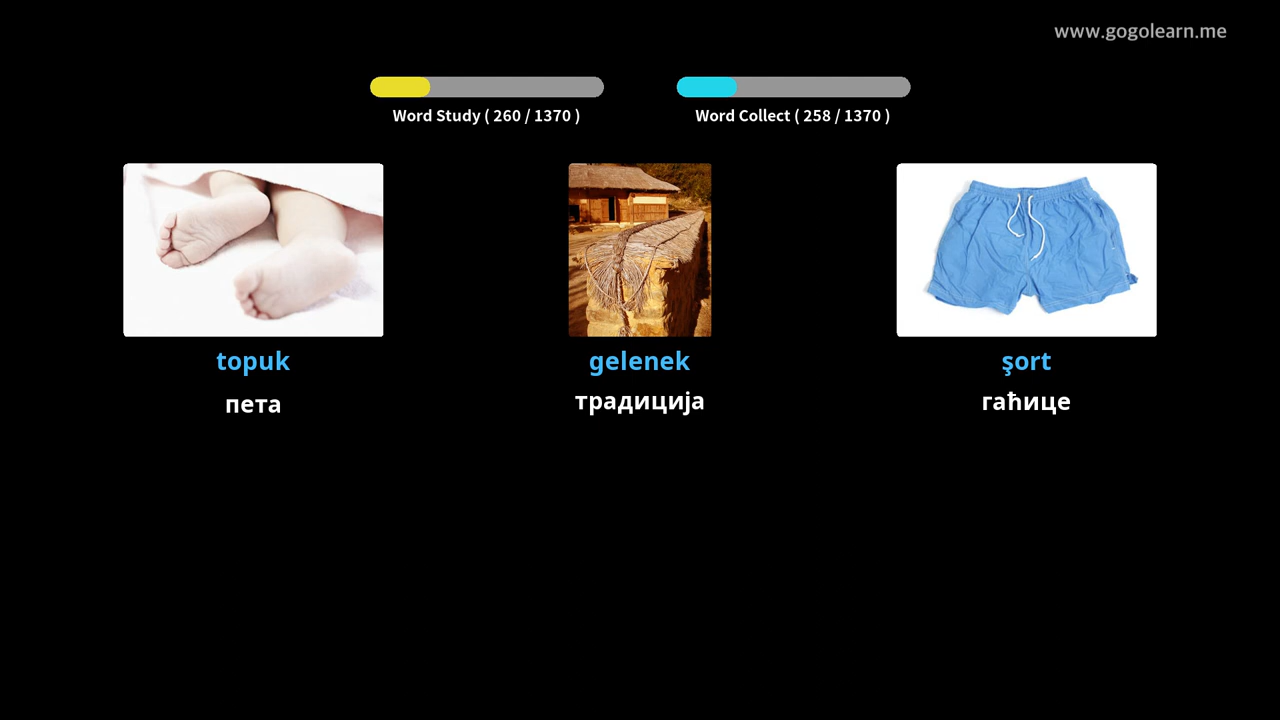 www.gogolearn.me
Word Study ( 260 / 1370 )
Word Collect ( 258 / 1370 )
topuk
gelenek
şort
пета
традиција
гаћице